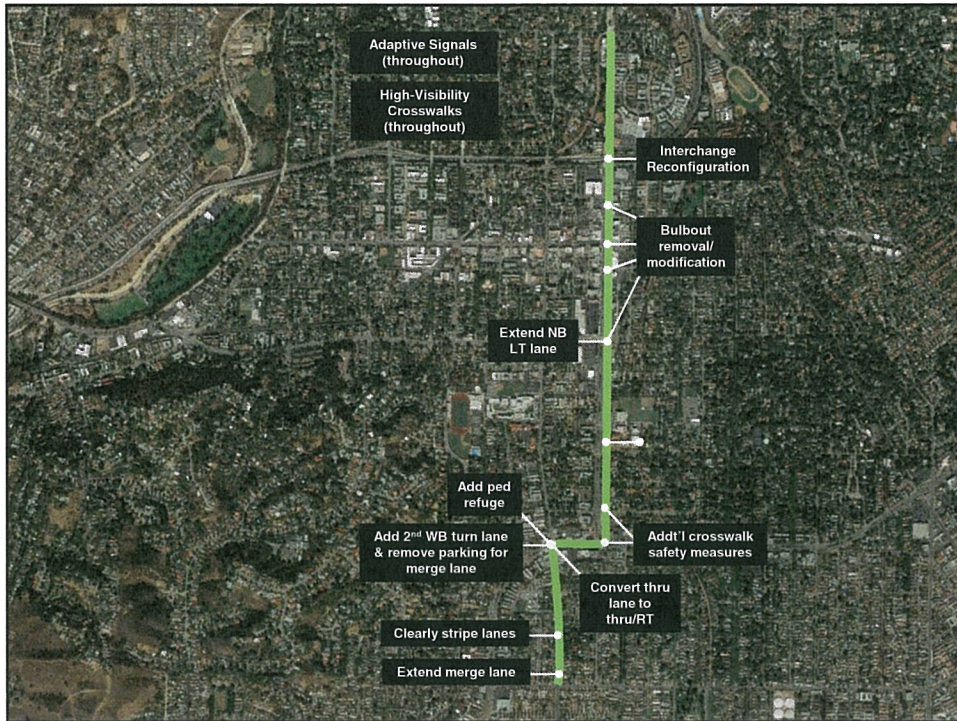 Adaptive Signals
(throughout)
High-Visibility
Crosswalks
(throughout)
Interchange
Reconfiguration
Bulbout
removal/
modification
Extend NB
LT lane
Add ped
refuge
Add 2nd WB turn lane
& remove parking for
merge lane
Addt'l crosswalk
safety measures
Convert thru
lane to
thru/RT
Clearly stripe lanes
Extend merge lane